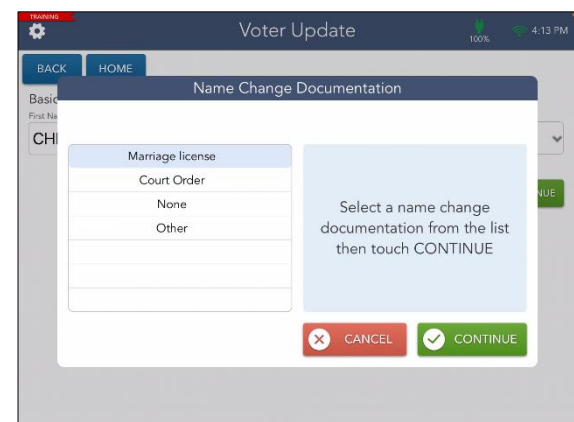 TRAINING
Voter Update
100%
4:13 PM
BACK
HOME
Name Change Documentation
Basic
First Na
CHI
Marriage license
Court Order
None
Other
Select a name change
documentation from the list
then touch CONTINUE
NUE
CANCEL
CONTINUE